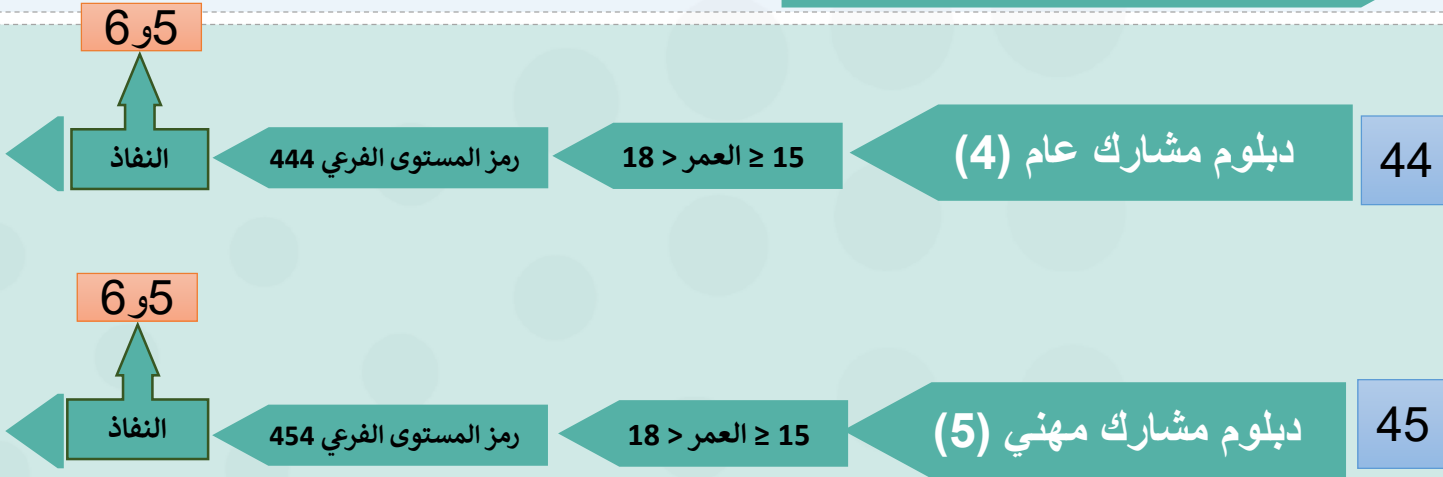 5و6
44
دبلوم مشارك عام (4)
15 ≤ العمر < 18
رمز المستوى الفرعي 444
النفاذ
5و6
45
دبلوم مشارك مهني (5)
15 ≤ العمر < 18
رمز المستوى الفرعي 454
النفاذ